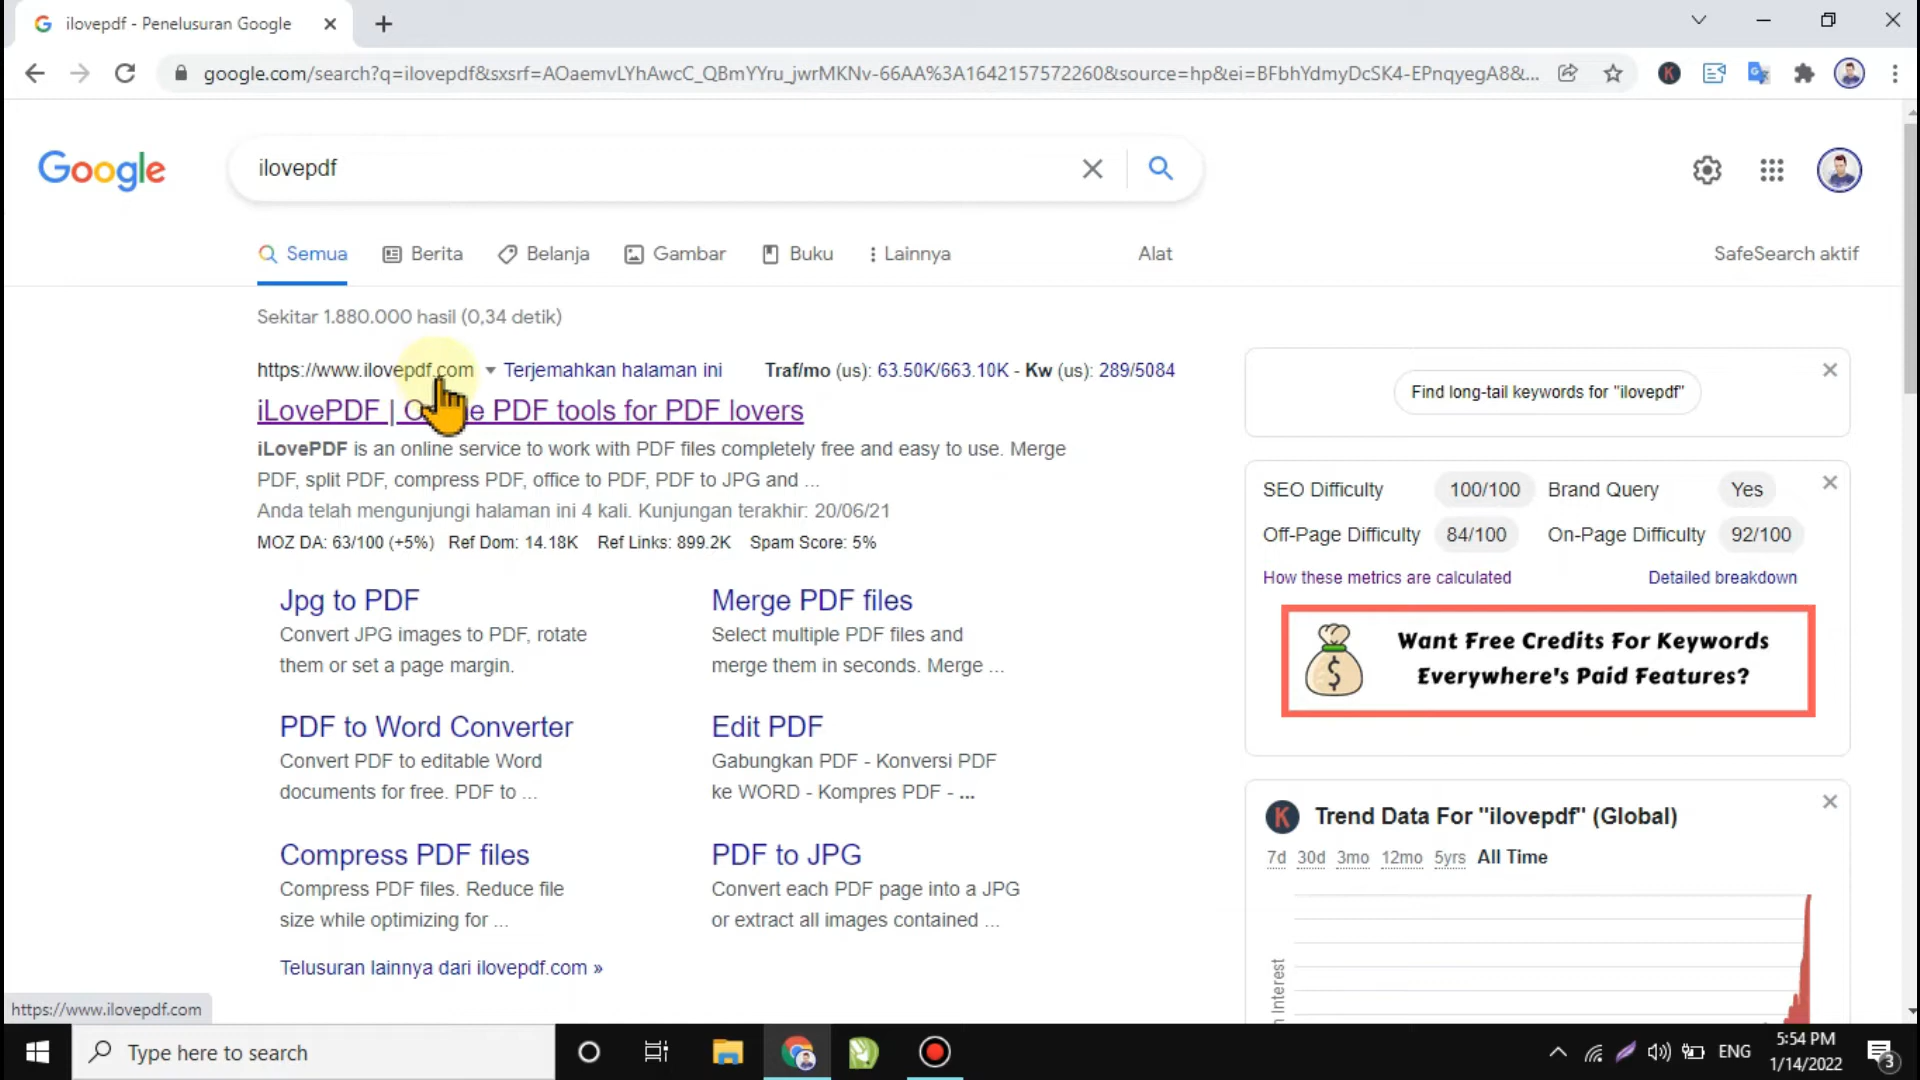 ilovepdf - Penelusuran Google
google.com/search?q=ilovepdf&sxsrf=AOaemvLYhAwcC_QBmYYru_jwrMKNv-66AA%3A1642157572260&source=hp&ei=BFbhYdmyDcSK4-EPnqyegA8&...
Google
ilovepdf
Semua
Berita
Belanja
Gambar
Buku
Lainnya
Alat
SafeSearch aktif
Sekitar 1.880.000 hasil (0,34 detik)
https://www.ilovepdf.com Terjemahkan halaman ini Traf/mo (us): 63.50K/663.10K - Kw (us): 289/5084
iLovePDF | PDF tools for PDF lovers
iLovePDF is an online service to work with PDF files completely free and easy to use. Merge
PDF, split PDF, compress PDF, office to PDF, PDF to JPG and ...
Anda telah mengunjungi halaman ini 4 kali. Kunjungan terakhir: 20/06/21
MOZ DA: 63/100 (+5%) Ref Dom: 14.18K Ref Links: 899.2K Spam Score: 5%
Jpg to PDF
Convert JPG images to PDF, rotate
them or set a page margin.
Merge PDF files
Select multiple PDF files and
merge them in seconds. Merge ...
PDF to Word Converter
Convert PDF to editable Word
documents for free. PDF to ...
Edit PDF
Gabungkan PDF - Konversi PDF
ke WORD - Kompres PDF - ...
Compress PDF files
Compress PDF files. Reduce file
size while optimizing for ...
PDF to JPG
Convert each PDF page into a JPG
or extract all images contained ...
Telusuran lainnya dari ilovepdf.com »
Find long-tail keywords for "ilovepdf"
SEO Difficulty 100/100 Brand Query Yes
Off-Page Difficulty 84/100 On-Page Difficulty 92/100
How these metrics are calculated Detailed breakdown
Want Free Credits For Keywords
Everywhere's Paid Features?
K Trend Data For "ilovepdf" (Global)
7d 30d 3mo 12mo 5yrs All Time
Interest
https://www.ilovepdf.com
Type here to search
ENG
5:54 PM
1/14/2022
3